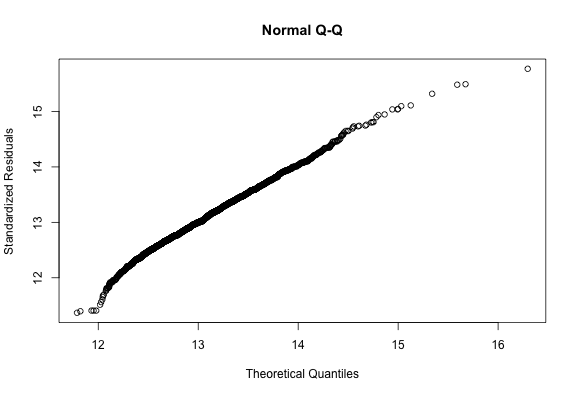 Normal Q-Q
Standardized Residuals
15
14
13
12
12 13 14 15 16
Theoretical Quantiles